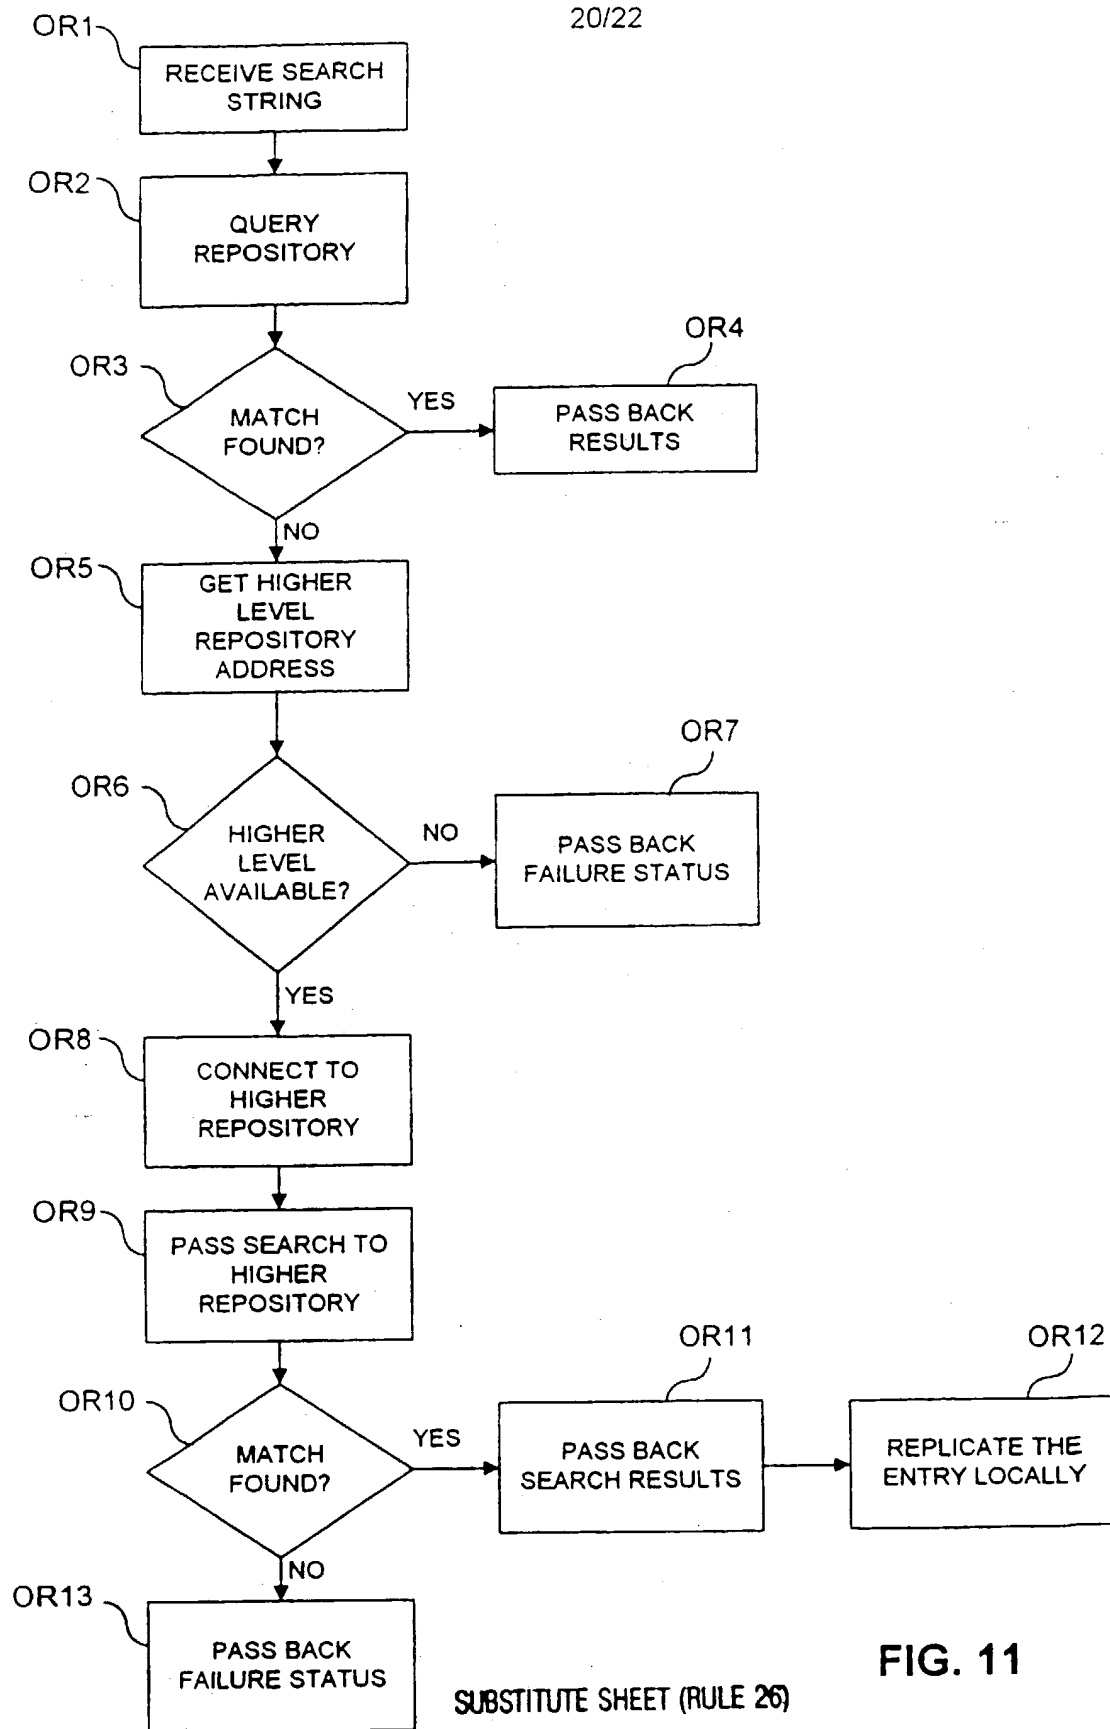 20/22
OR1
RECEIVE SEARCH
STRING
OR2
QUERY
REPOSITORY
OR3
MATCH
FOUND?
YES
OR4
PASS BACK
RESULTS
NO
OR5
GET HIGHER
LEVEL
REPOSITORY
ADDRESS
OR6
HIGHER
LEVEL
AVAILABLE?
NO
OR7
PASS BACK
FAILURE STATUS
YES
OR8
CONNECT TO
HIGHER
REPOSITORY
OR9
PASS SEARCH TO
HIGHER
REPOSITORY
OR10
MATCH
FOUND?
YES
OR11
PASS BACK
SEARCH RESULTS
OR12
REPLICATE THE
ENTRY LOCALLY
NO
OR13
PASS BACK
FAILURE STATUS
FIG. 11
SUBSTITUTE SHEET (RULE 26)